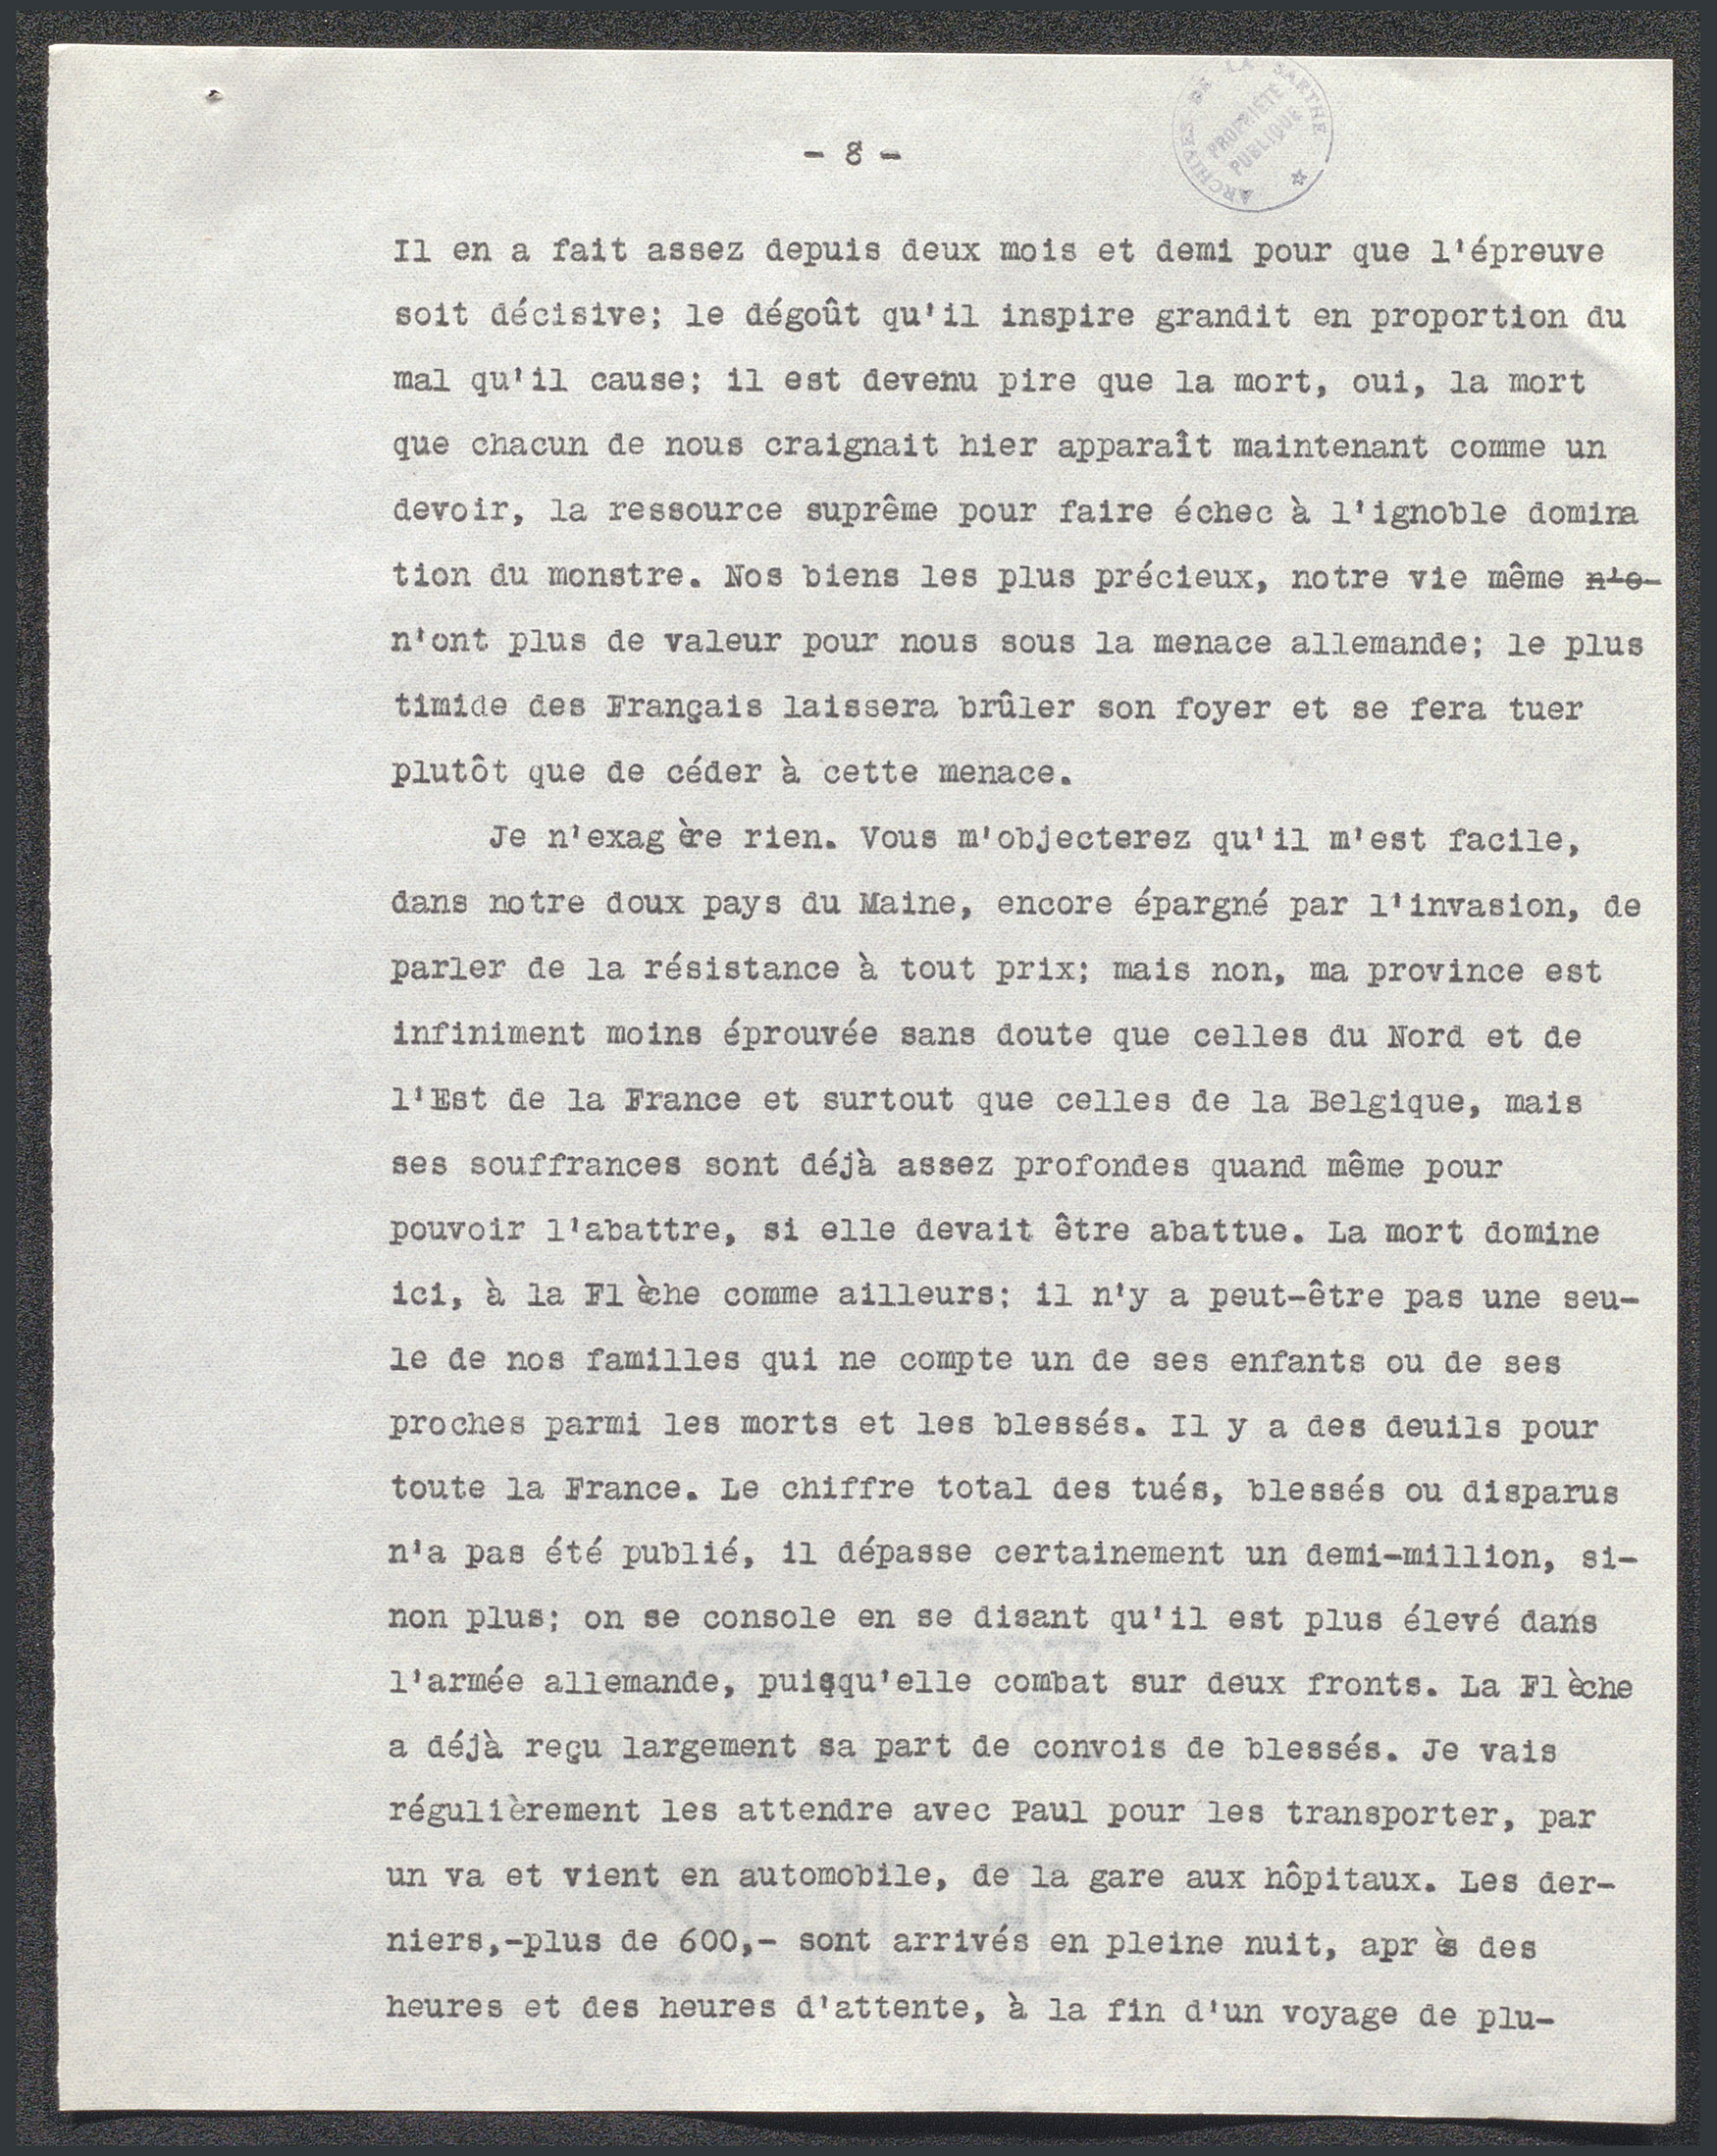 ARCHIVES DE LA SARTHE
PROPRIÉTÉ
PUBLIQUE
- 8 -
Il en a fait assez depuis deux mois et demi pour que l'épreuve
soit décisive; le dégoût qu'il inspire grandit en proportion du
mal qu'il cause; il est devenu pire que la mort, oui, la mort
que chacun de nous craignait hier apparaît maintenant comme un
devoir, la ressource suprême pour faire échec à l'ignoble domina
tion du monstre. Nos biens les plus précieux, notre vie même n'o-
n'ont plus de valeur pour nous sous la menace allemande; le plus
timide des Français laissera brûler son foyer et se fera tuer
plutôt que de céder à cette menace.
Je n'exagère rien. Vous m'objecterez qu'il m'est facile,
dans notre doux pays du Maine, encore épargné par l'invasion, de
parler de la résistance à tout prix; mais non, ma province est
infiniment moins éprouvée sans doute que celles du Nord et de
l'Est de la France et surtout que celles de la Belgique, mais
ses souffrances sont déjà assez profondes quand même pour
pouvoir l'abattre, si elle devait être abattue. La mort domine
ici, à la Flèche comme ailleurs; il n'y a peut-être pas une seu-
le de nos familles qui ne compte un de ses enfants ou de ses
proches parmi les morts et les blessés. Il y a des deuils pour
toute la France. Le chiffre total des tués, blessés ou disparus
n'a pas été publié, il dépasse certainement un demi-million, si-
non plus; on se console en se disant qu'il est plus élevé dans
l'armée allemande, puisqu'elle combat sur deux fronts. La Flèche
a déjà reçu largement sa part de convois de blessés. Je vais
régulièrement les attendre avec Paul pour les transporter, par
un va et vient en automobile, de la gare aux hôpitaux. Les der-
niers,-plus de 600,- sont arrivés en pleine nuit, après des
heures et des heures d'attente, à la fin d'un voyage de plu-